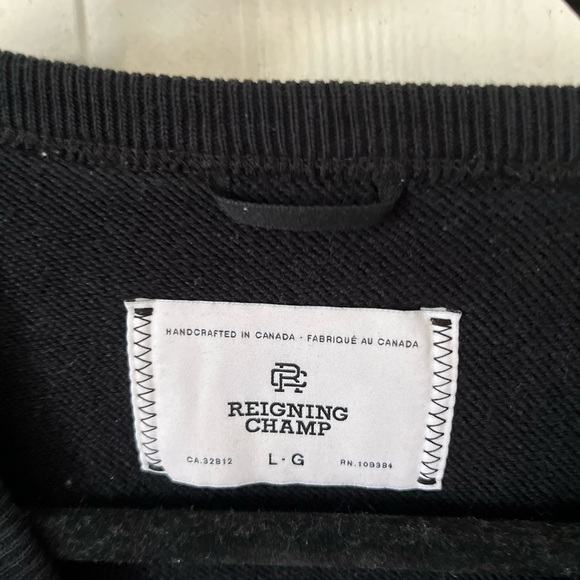 HANDCRAFTED IN CANADA · FABRIQUÉ AU CANADA
RC
REIGNING
CHAMP
CA.32812 L·G RN.109384